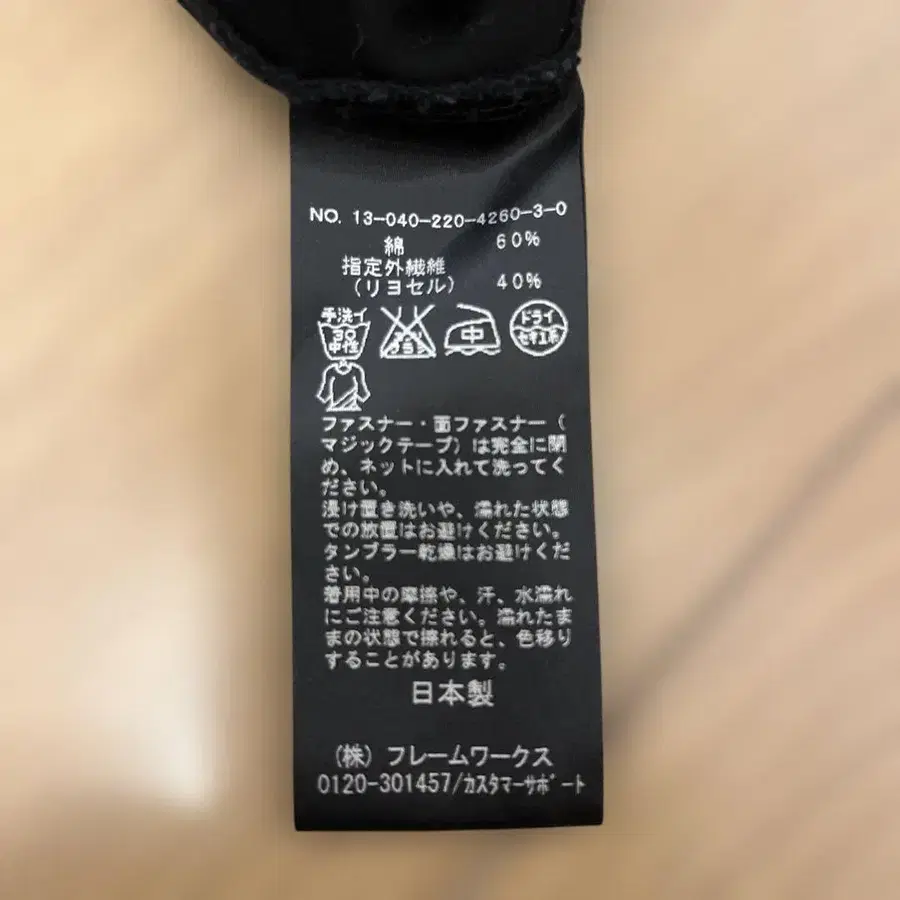 NO. 13-040-220-4260-3-0
綿 60%
指定外繊維
(リヨセル) 40%
手洗イ
30
中性
エンソ
サラシ
中
ドライ
セキユ系
ファスナー・面ファスナー(
マジックテープ)は完全に閉
め、ネットに入れて洗ってく
ださい。
浸け置き洗いや、濡れた状態
での放置はお避けください。
タンブラー乾燥はお避けくだ
さい。
着用中の摩擦や、汗、水濡れ
にご注意ください。濡れたま
まの状態で擦れると、色移り
することがあります。
日本製
(株) フレームワークス
0120-301457/カスタマーサポート